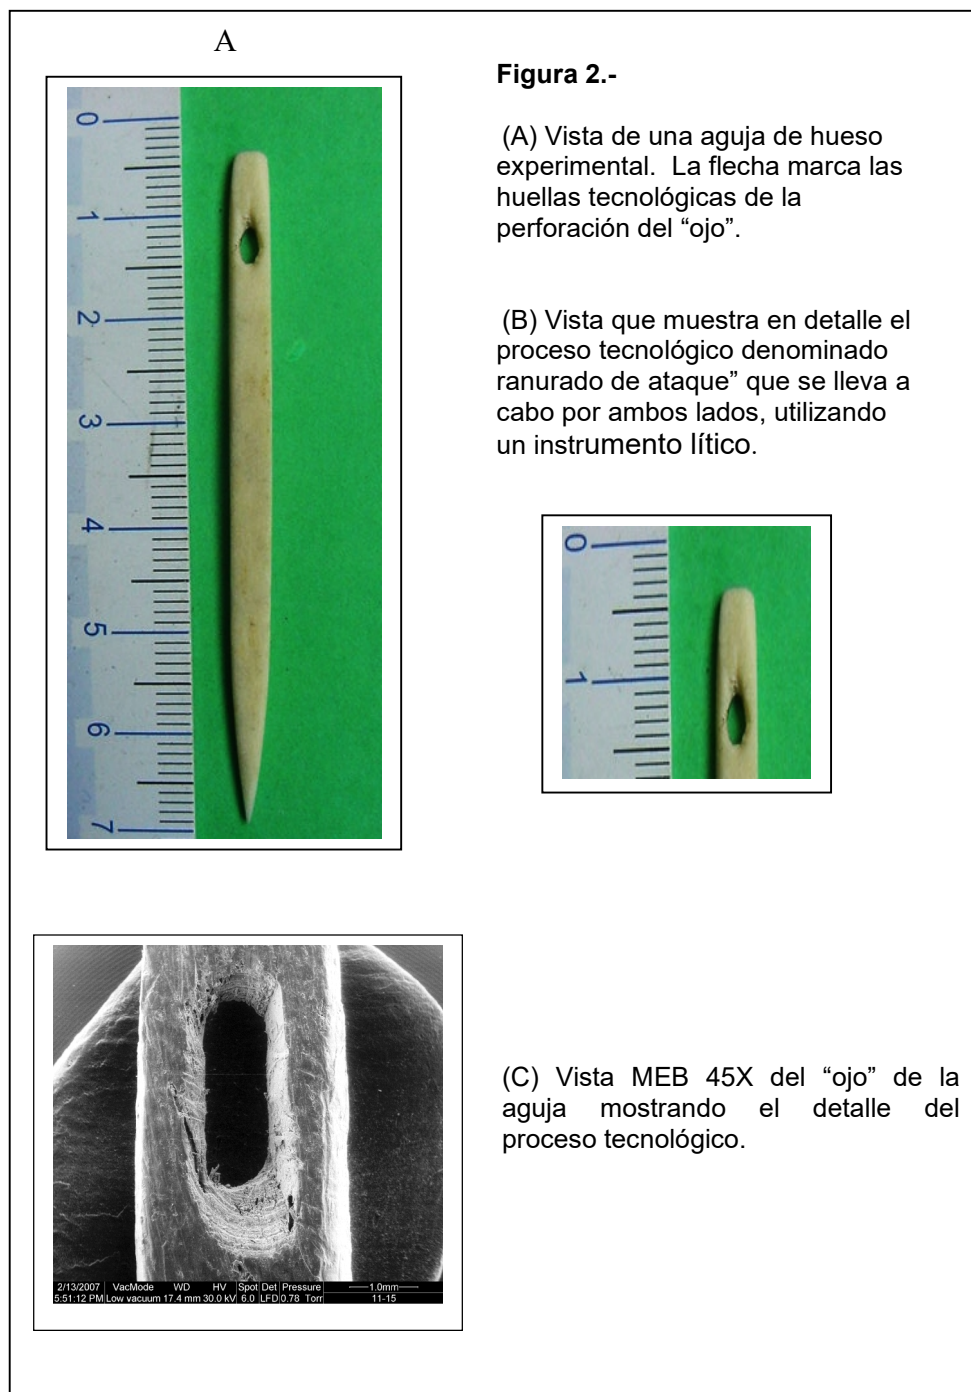 A
Figura 2.-
(A) Vista de una aguja de hueso
experimental. La flecha marca las
huellas tecnológicas de la
perforación del “ojo”.
(B) Vista que muestra en detalle el
proceso tecnológico denominado
ranurado de ataque” que se lleva a
cabo por ambos lados, utilizando
un instrumento lítico.
0
1
2
3
4
5
6
7
0
1
(C) Vista MEB 45X del “ojo” de la
aguja mostrando el detalle del
proceso tecnológico.
2/13/2007 VacMode WD HV Spot Det Pressure 1.0mm
5:51:12 PM Low vacuum 17.4 mm 30.0 kV 6.0 LFD 0.78 Torr 11-15